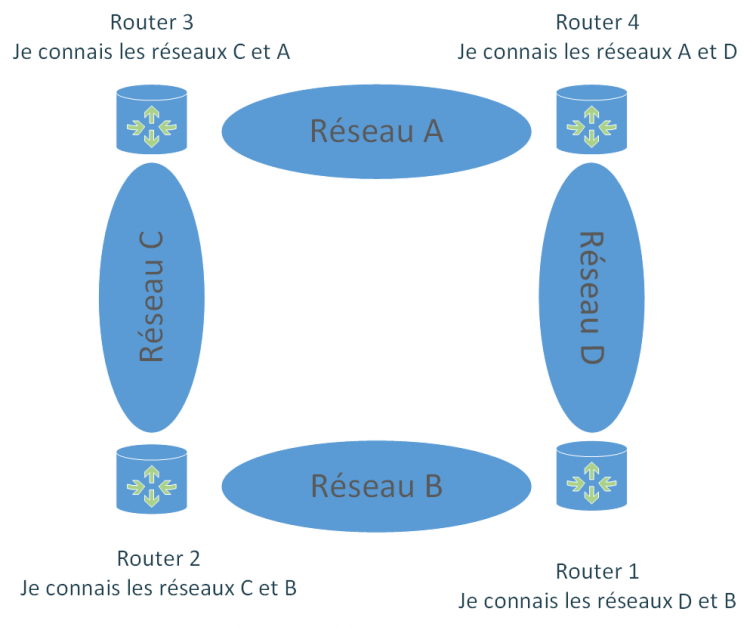 Router 3
Je connais les réseaux C et A
Router 4
Je connais les réseaux A et D
Réseau A
Réseau C
Réseau D
Réseau B
Router 2
Je connais les réseaux C et B
Router 1
Je connais les réseaux D et B